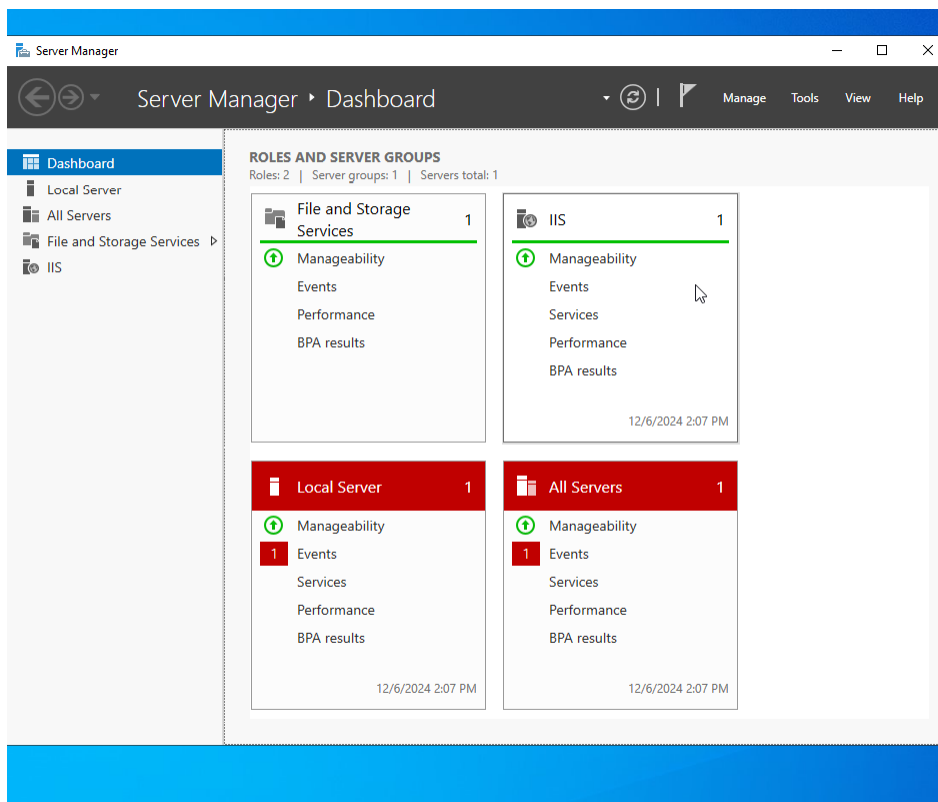 Server Manager
Server Manager ‣ Dashboard
Manage Tools View Help
Dashboard
Local Server
All Servers
File and Storage Services
IIS
ROLES AND SERVER GROUPS
Roles: 2 | Server groups: 1 | Servers total: 1
File and Storage
Services 1
Manageability
Events
Performance
BPA results
IIS 1
Manageability
Events
Services
Performance
BPA results
12/6/2024 2:07 PM
Local Server 1
Manageability
1 Events
Services
Performance
BPA results
12/6/2024 2:07 PM
All Servers 1
Manageability
1 Events
Services
Performance
BPA results
12/6/2024 2:07 PM